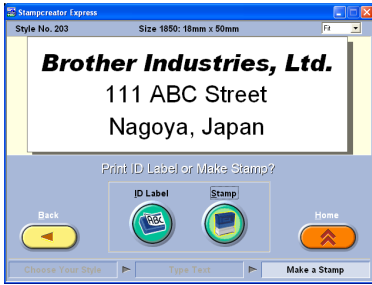 Stampcreator Express
Style No. 203 Size 1850: 18mm x 50mm Fit
Brother Industries, Ltd.
111 ABC Street
Nagoya, Japan
Print ID Label or Make Stamp?
ID Label Stamp
ABC
Back Home
Choose Your Style Type Text Make a Stamp